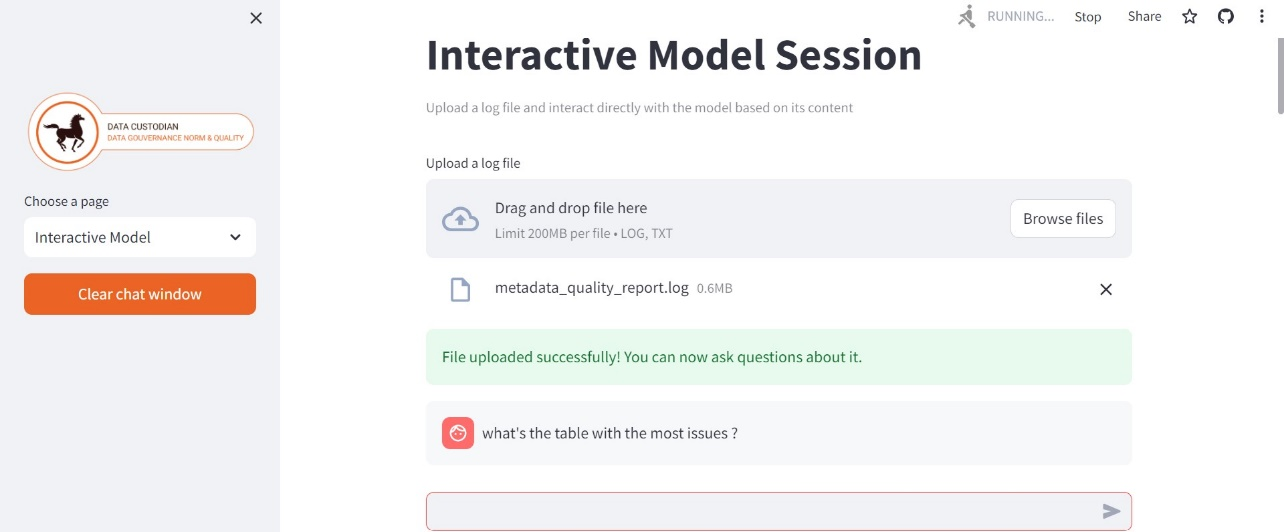 RUNNING...
Stop
Share
Interactive Model Session
Upload a log file and interact directly with the model based on its content
DATA CUSTODIAN
DATA GOUVERNANCE NORM & QUALITY
Choose a page
Interactive Model
Clear chat window
Upload a log file
Drag and drop file here
Limit 200MB per file • LOG, TXT
Browse files
metadata_quality_report.log 0.6MB
File uploaded successfully! You can now ask questions about it.
what's the table with the most issues ?